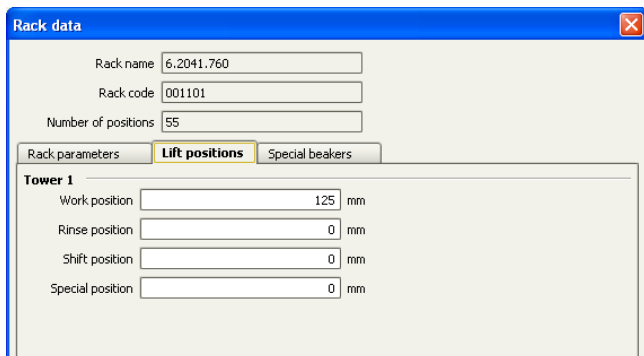 Rack data
Rack name 6.2041.760
Rack code 001101
Number of positions 55
Rack parameters Lift positions Special beakers
Tower 1
Work position 125 mm
Rinse position 0 mm
Shift position 0 mm
Special position 0 mm